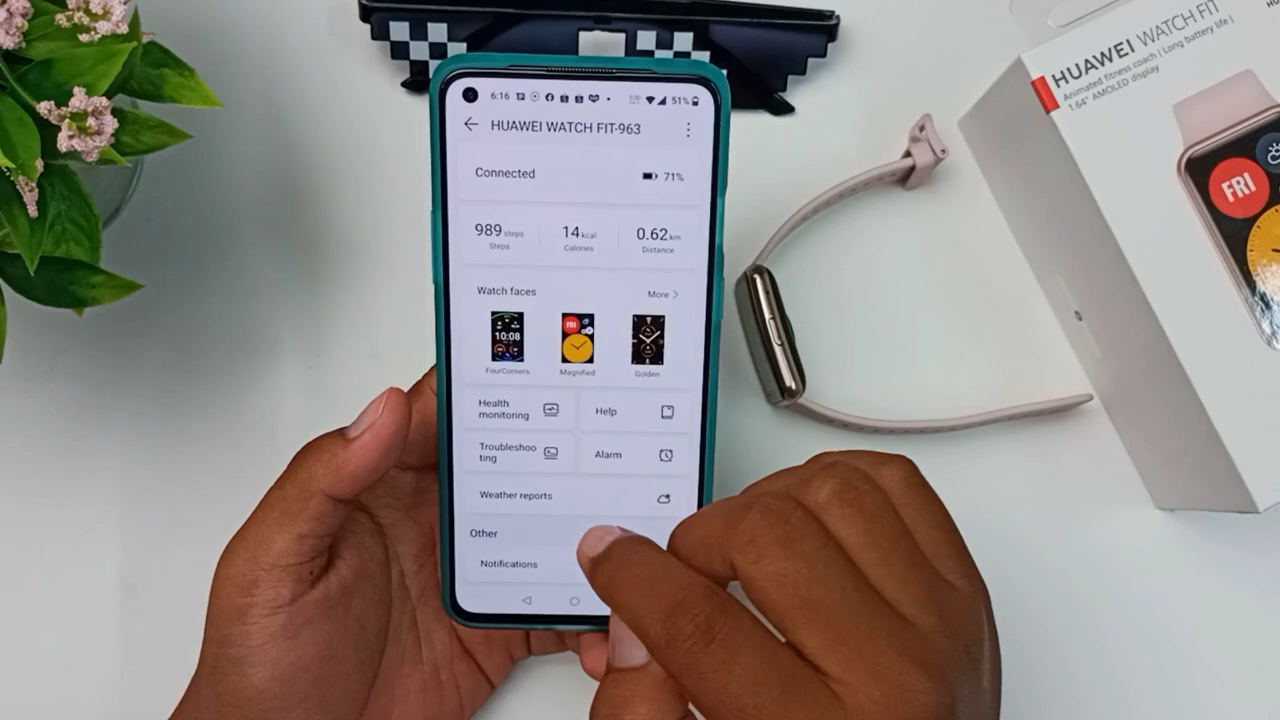 6:16
51%
HUAWEI WATCH FIT-963
Connected
71%
989 steps
Steps
14 kcal
Calories
0.62 km
Distance
Watch faces
More
10:08
FRI
FourCorners
Magnified
Golden
Health
monitoring
Help
Troubleshoo
ting
Alarm
Weather reports
Other
Notifications
HUAWEI WATCH FIT
Animated fitness coach | Long battery life |
1.64" AMOLED display
FRI